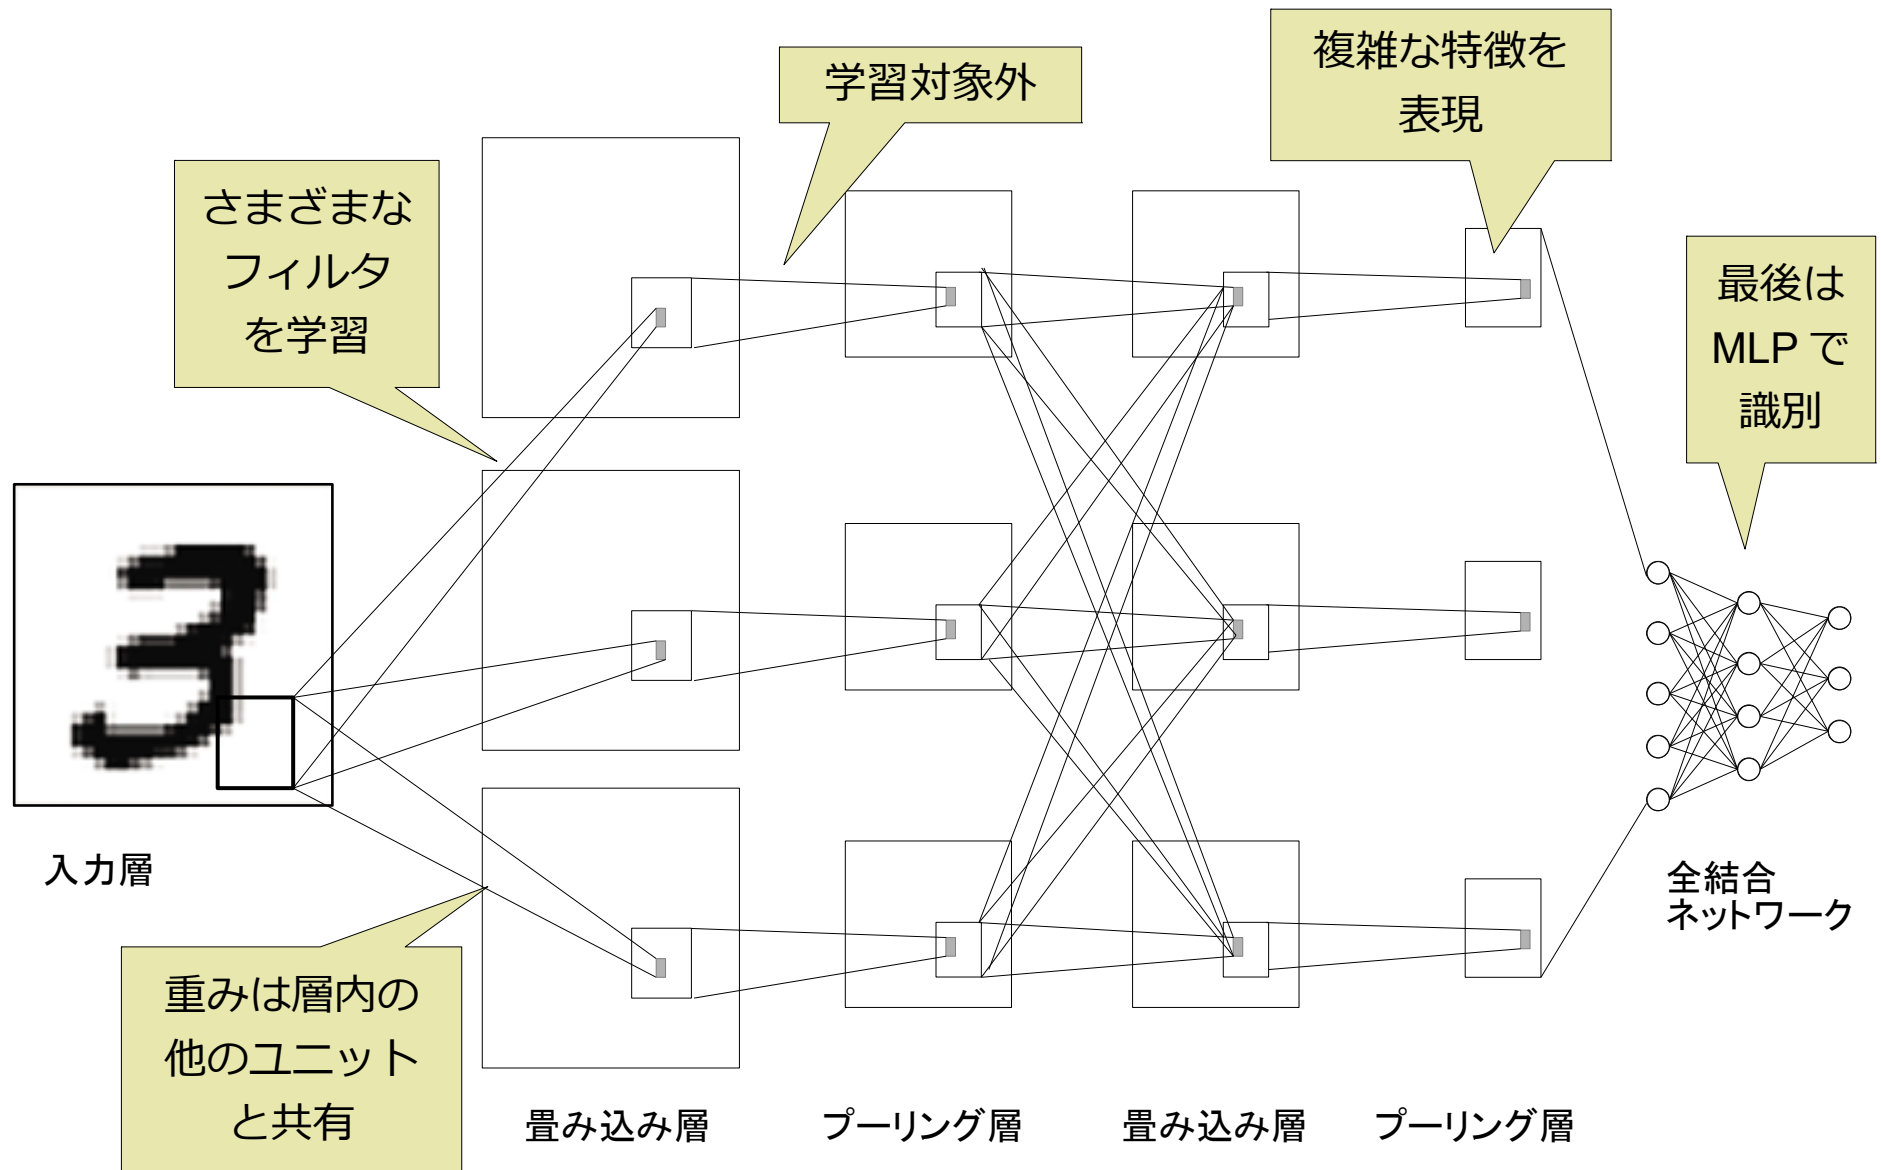 学習対象外
複雑な特徴を
表現
さまざまな
フィルタ
を学習
最後は
MLP で
識別
3
入力層
全結合
ネットワーク
重みは層内の
他のユニット
と共有
畳み込み層
プーリング層
畳み込み層
プーリング層